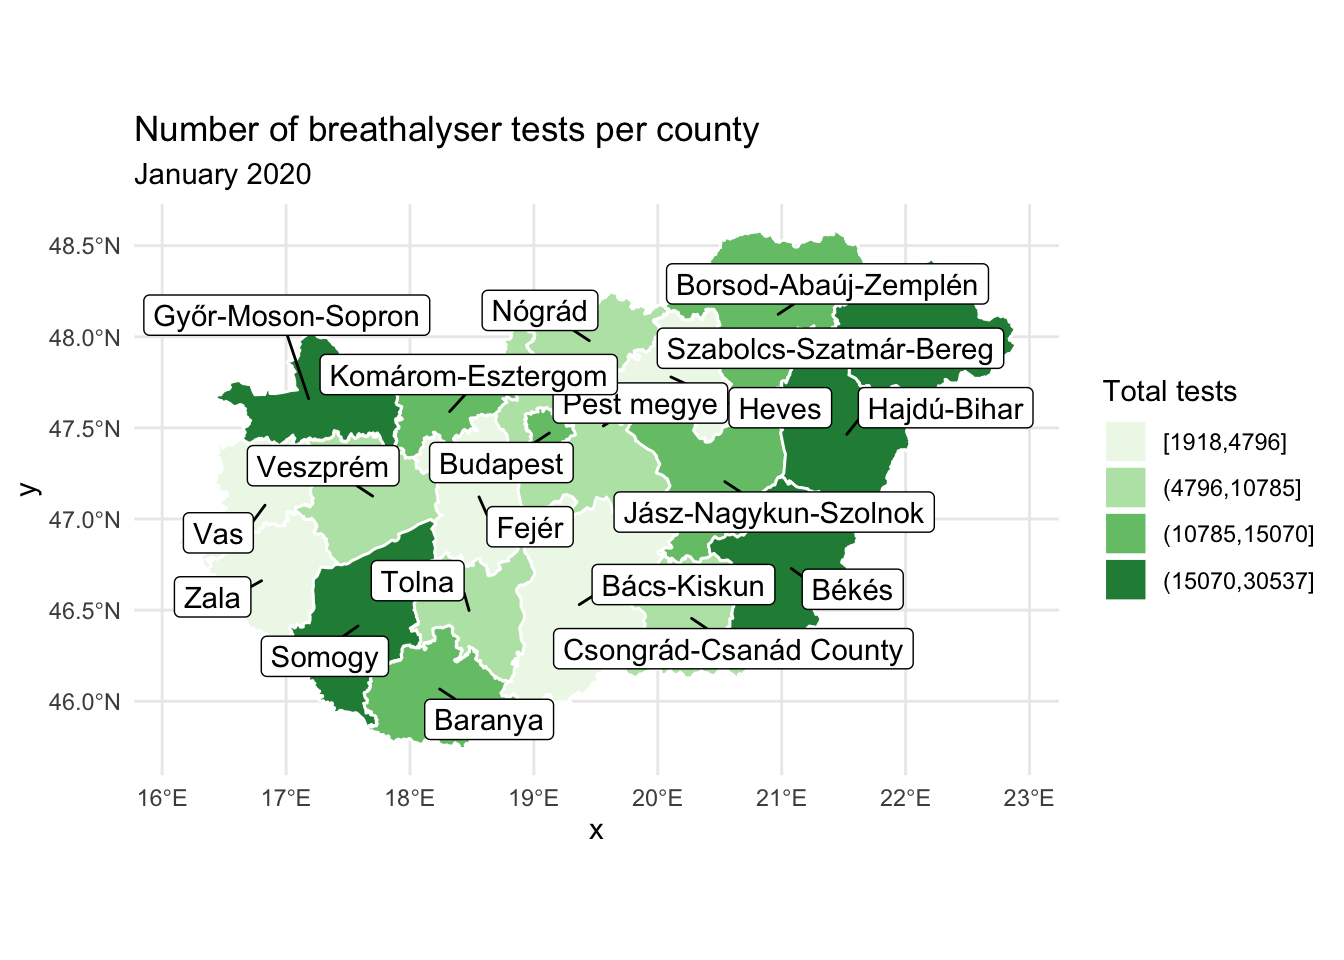 Number of breathalyser tests per county
January 2020
48.5°N
48.0°N
47.5°N
47.0°N
46.5°N
46.0°N
y
Borsod-Abaúj-Zemplén
Győr-Moson-Sopron
Nógrád
Szabolcs-Szatmár-Bereg
Komárom-Esztergom
Pest megye
Heves
Hajdú-Bihar
Veszprém
Budapest
Vas
Fejér
Jász-Nagykun-Szolnok
Zala
Tolna
Bács-Kiskun
Békés
Somogy
Csongrád-Csanád County
Baranya
16°E
17°E
18°E
19°E
20°E
21°E
22°E
23°E
x
Total tests
[1918,4796]
(4796,10785]
(10785,15070]
(15070,30537]